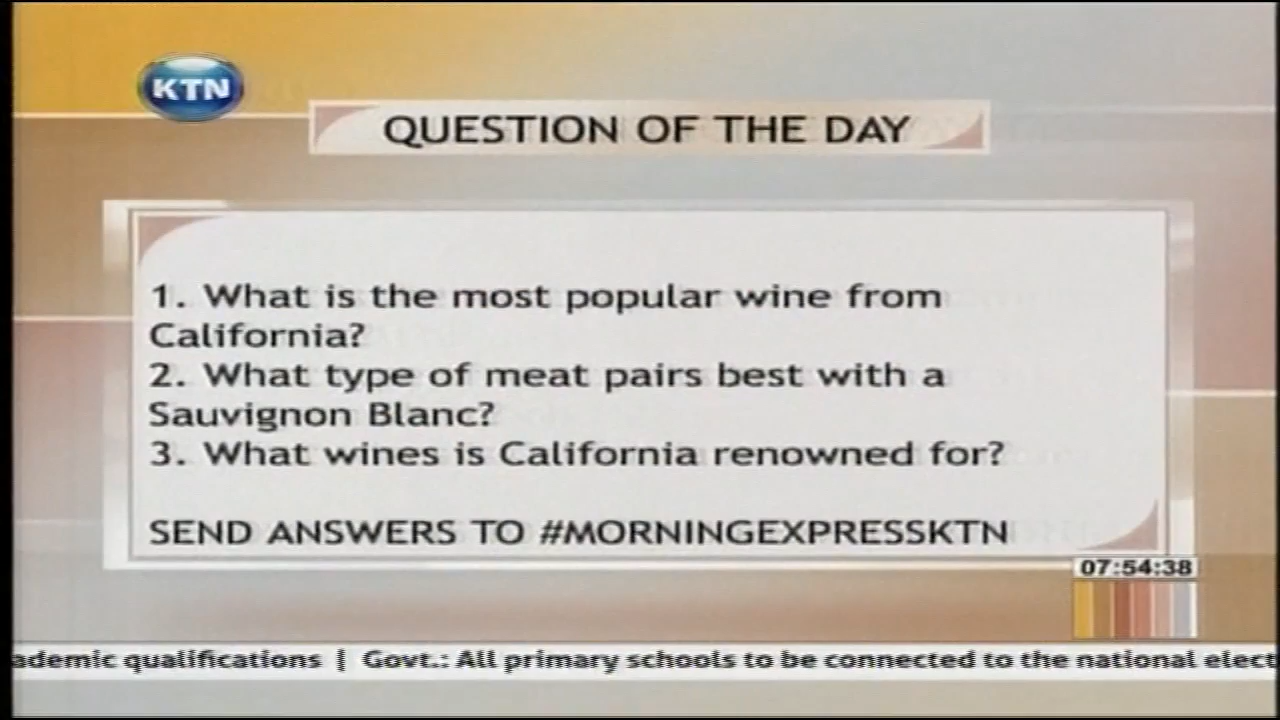 KTN
QUESTION OF THE DAY
1. What is the most popular wine from
California?
2. What type of meat pairs best with a
Sauvignon Blanc?
3. What wines is California renowned for?
SEND ANSWERS TO #MORNINGEXPRESSKTN
07:54:38
ademic qualifications | Govt.: All primary schools to be connected to the national elect